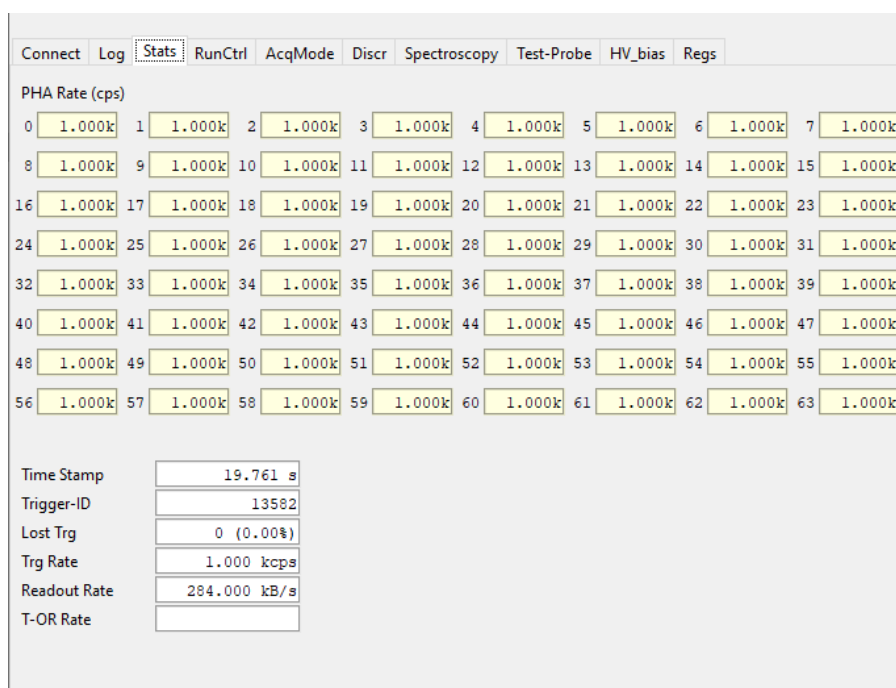 Connect Log Stats RunCtrl AcqMode Discr Spectroscopy Test-Probe HV_bias Regs
PHA Rate (cps)
0 1.000k 1 1.000k 2 1.000k 3 1.000k 4 1.000k 5 1.000k 6 1.000k 7 1.000k
8 1.000k 9 1.000k 10 1.000k 11 1.000k 12 1.000k 13 1.000k 14 1.000k 15 1.000k
16 1.000k 17 1.000k 18 1.000k 19 1.000k 20 1.000k 21 1.000k 22 1.000k 23 1.000k
24 1.000k 25 1.000k 26 1.000k 27 1.000k 28 1.000k 29 1.000k 30 1.000k 31 1.000k
32 1.000k 33 1.000k 34 1.000k 35 1.000k 36 1.000k 37 1.000k 38 1.000k 39 1.000k
40 1.000k 41 1.000k 42 1.000k 43 1.000k 44 1.000k 45 1.000k 46 1.000k 47 1.000k
48 1.000k 49 1.000k 50 1.000k 51 1.000k 52 1.000k 53 1.000k 54 1.000k 55 1.000k
56 1.000k 57 1.000k 58 1.000k 59 1.000k 60 1.000k 61 1.000k 62 1.000k 63 1.000k
Time Stamp 19.761 s
Trigger-ID 13582
Lost Trg 0 (0.00%)
Trg Rate 1.000 kcps
Readout Rate 284.000 kB/s
T-OR Rate